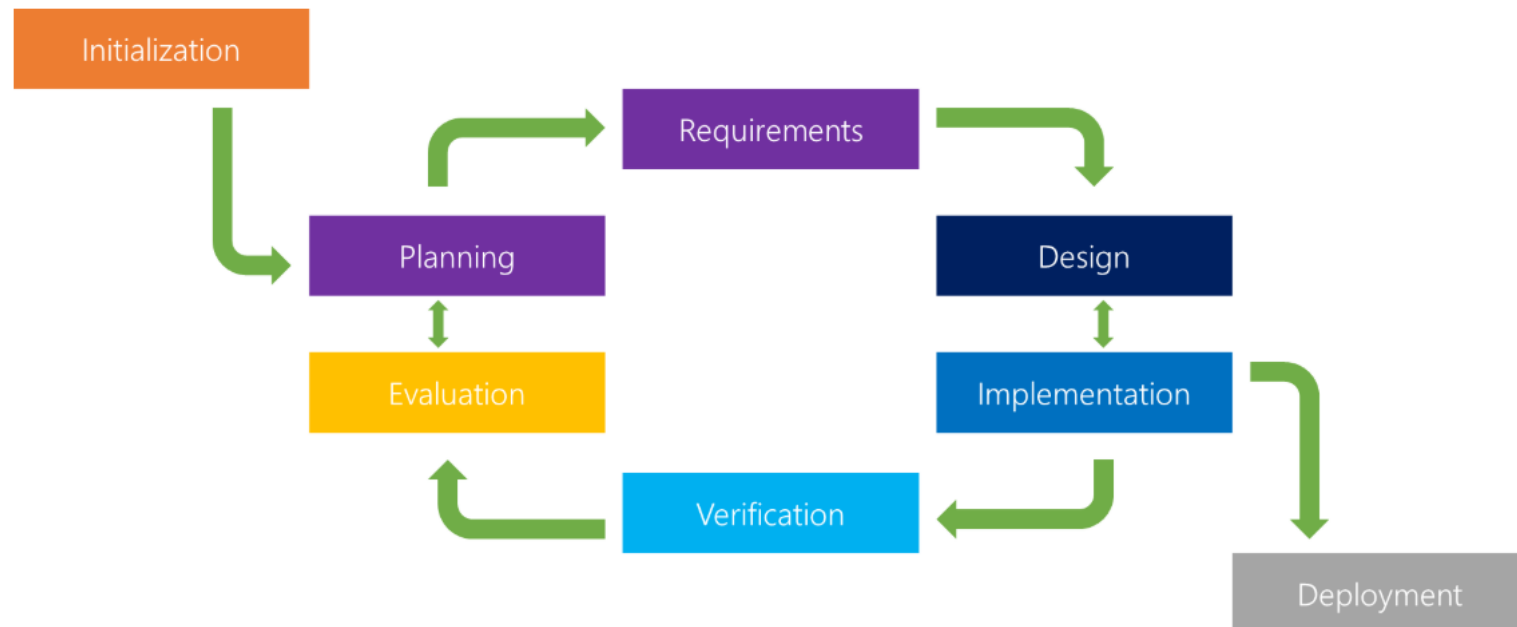 Initialization
Requirements
Planning
Design
Evaluation
Implementation
Verification
Deployment